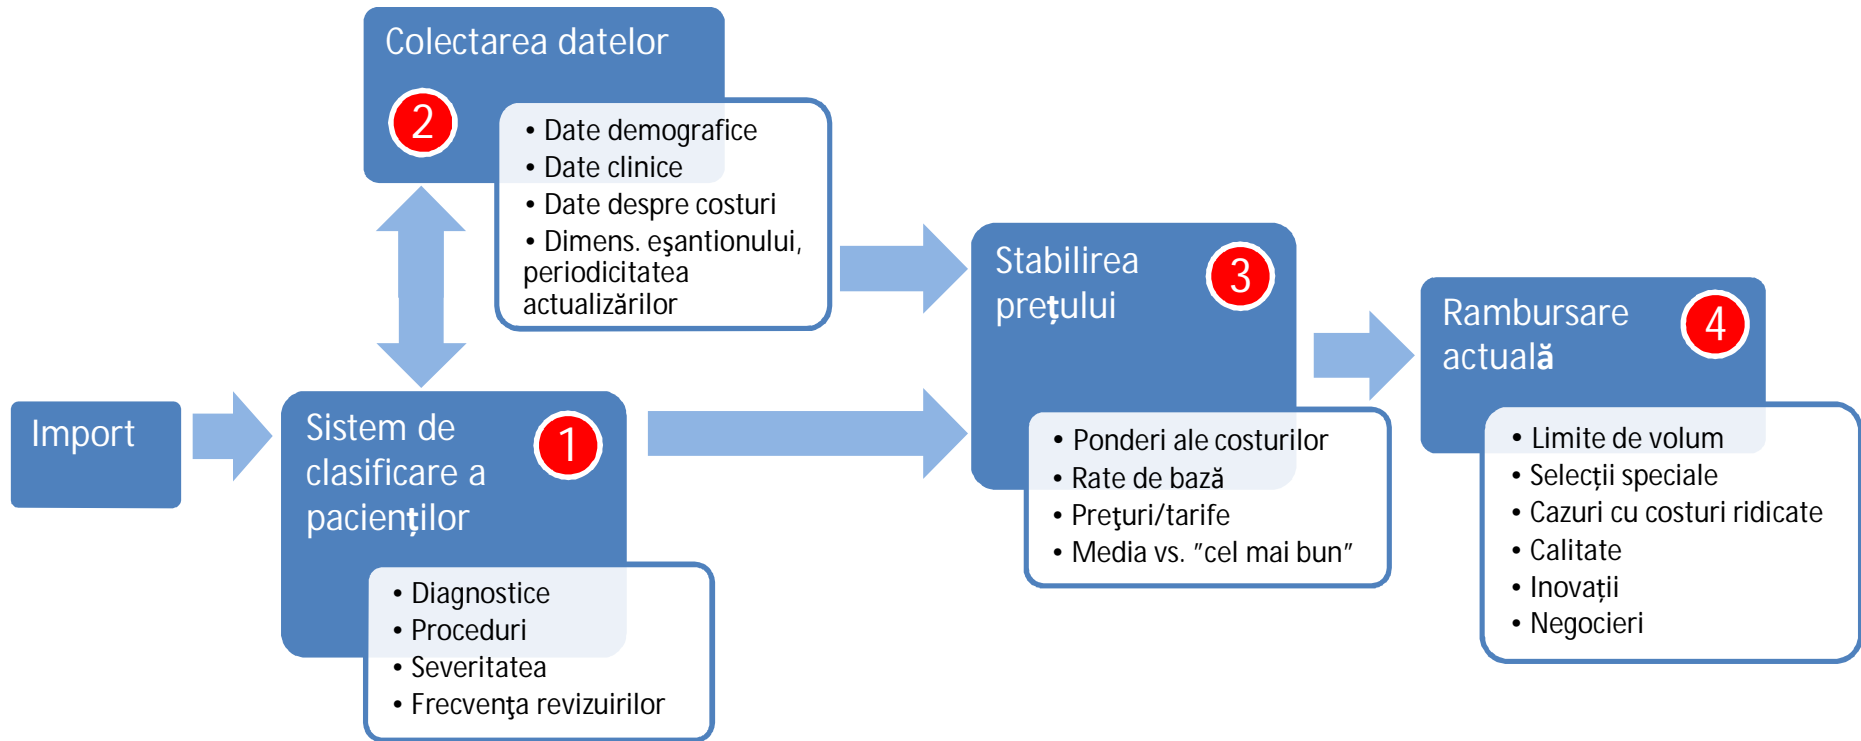 Colectarea datelor
2
• Date demografice
• Date clinice
• Date despre costuri
• Dimens. eşantionului,
periodicitatea
actualizărilor
Import
Sistem de
clasificare a
pacienţilor
1
• Diagnostice
• Proceduri
• Severitatea
• Frecvenţa revizuirilor
Stabilirea
preţului
3
• Ponderi ale costurilor
• Rate de bază
• Preţuri/tarife
• Media vs. "cel mai bun"
Rambursare
actuală
4
• Limite de volum
• Selecții speciale
• Cazuri cu costuri ridicate
• Calitate
• Inovații
• Negocieri